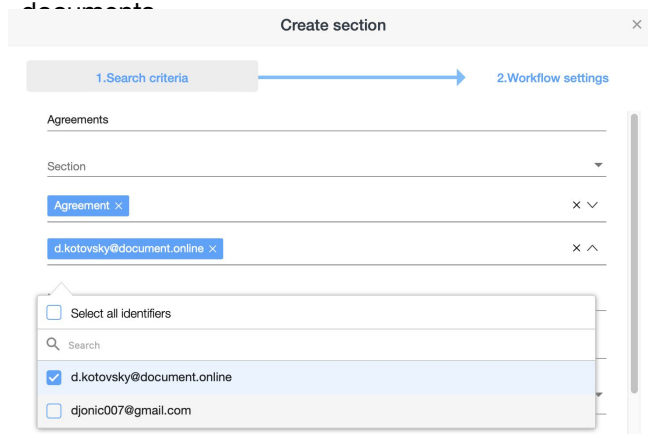 documents
Create section
1.Search criteria
2.Workflow settings
Agreements
Section
Agreement ×
d.kotovsky@document.online ×
Select all identifiers
Search
d.kotovsky@document.online
djonic007@gmail.com